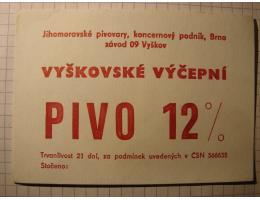 Jihomoravské pivovary, koncernový podnik, Brno
závod 09 Vyškov
VYŠKOVSKÉ VÝČEPNÍ
PIVO 12%
Trvanlivost 21 dní, za podmínek uvedených v ČSN 566635
Stočeno: